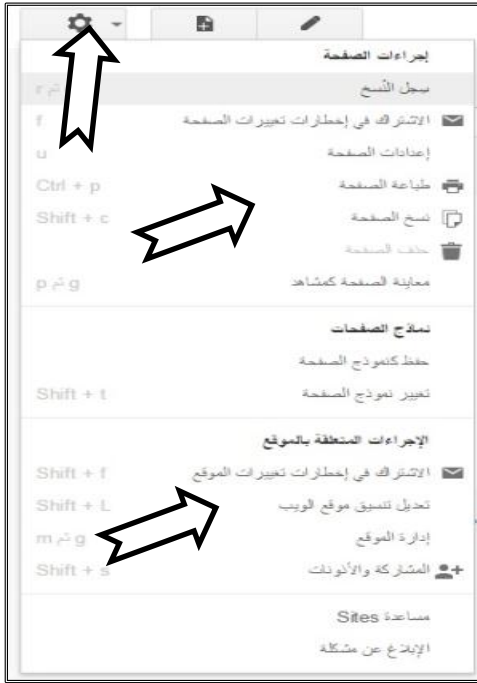 إجراءات الصفحة
سجل النُسخ ثم r
الاشتراك في إخطارات تغييرات الصفحة f
إعدادات الصفحة u
طباعة الصفحة Ctrl + p
نسخ الصفحة Shift + c
حذف الصفحة
معاينة الصفحة كمشاهد g ثم p
نماذج الصفحات
حفظ كنموذج الصفحة
تغيير نموذج الصفحة Shift + t
الإجراءات المتعلقة بالموقع
الاشتراك في إخطارات تغييرات الموقع Shift + f
تعديل تنسيق موقع الويب Shift + L
إدارة الموقع g ثم m
المشاركة والأذونات Shift + s
مساعدة Sites
الإبلاغ عن مشكلة